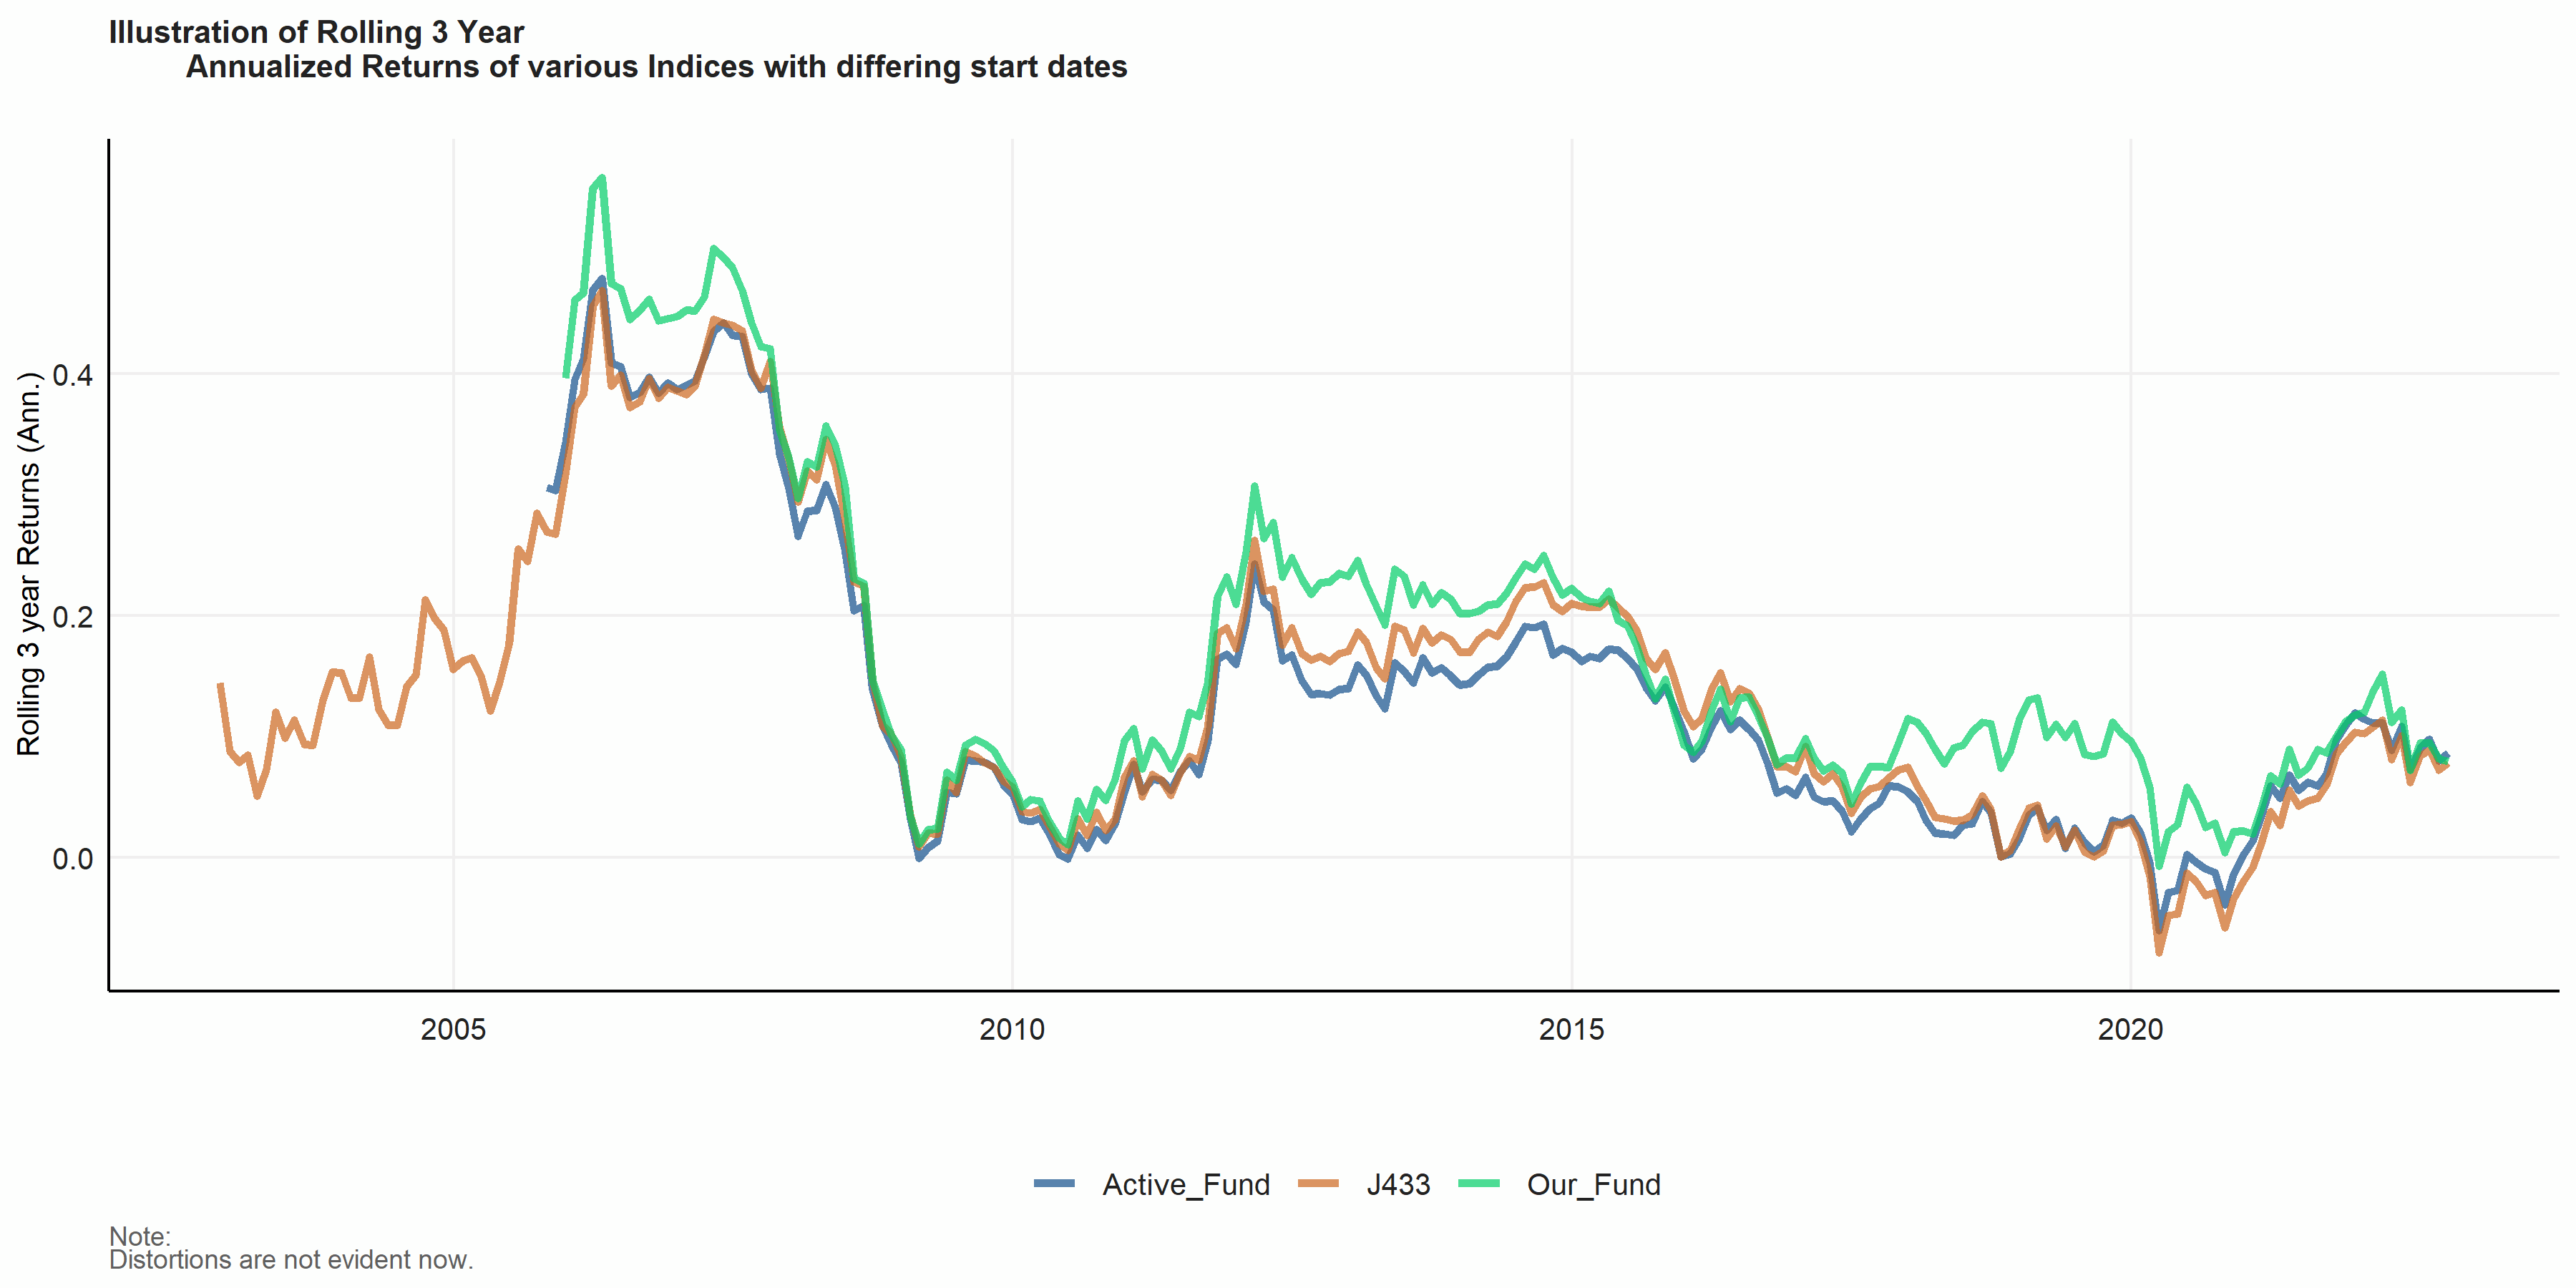 Illustration of Rolling 3 Year
Annualized Returns of various Indices with differing start dates
Rolling 3 year Returns (Ann.)
0.4
0.2
0.0
2005 2010 2015 2020
Active_Fund J433 Our_Fund
Note:
Distortions are not evident now.